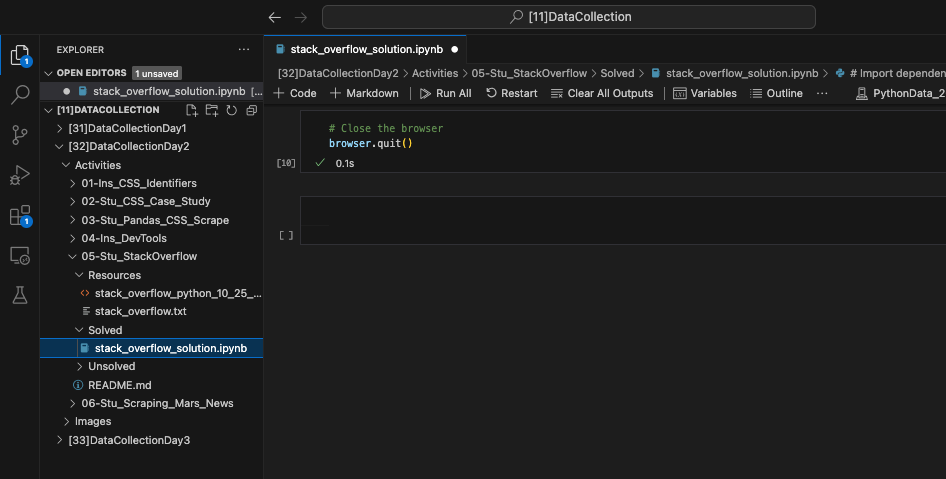 [11]DataCollection
1
1
EXPLORER
OPEN EDITORS 1 unsaved
stack_overflow_solution.ipynb [...
[11]DATACOLLECTION
[31]DataCollectionDay1
[32]DataCollectionDay2
Activities
01-Ins_CSS_Identifiers
02-Stu_CSS_Case_Study
03-Stu_Pandas_CSS_Scrape
04-Ins_DevTools
05-Stu_StackOverflow
Resources
stack_overflow_python_10_25_...
stack_overflow.txt
Solved
stack_overflow_solution.ipynb
Unsolved
README.md
06-Stu_Scraping_Mars_News
Images
[33]DataCollectionDay3
stack_overflow_solution.ipynb
[32]DataCollectionDay2 > Activities > 05-Stu_StackOverflow > Solved > stack_overflow_solution.ipynb > # Import dependen
+ Code + Markdown | Run All Restart Clear All Outputs | Variables Outline ... PythonData_2
# Close the browser
browser.quit()
[10] ✓ 0.1s
[ ]